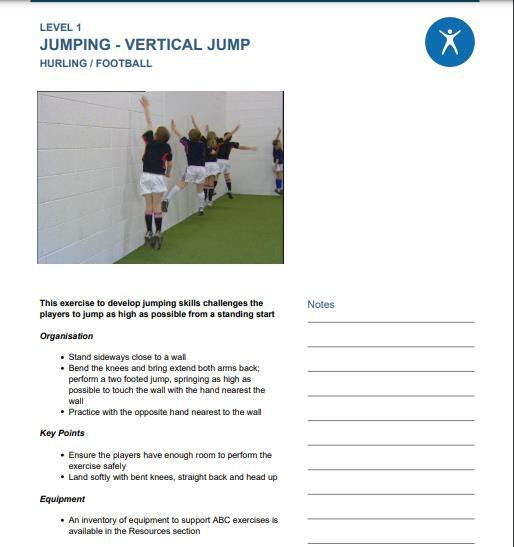 LEVEL 1
JUMPING - VERTICAL JUMP
HURLING / FOOTBALL
This exercise to develop jumping skills challenges the
players to jump as high as possible from a standing start
Organisation
• Stand sideways close to a wall
• Bend the knees and bring extend both arms back;
perform a two footed jump, springing as high as
possible to touch the wall with the hand nearest the
wall
• Practice with the opposite hand nearest to the wall
Key Points
• Ensure the players have enough room to perform the
exercise safely
• Land softly with bent knees, straight back and head up
Equipment
• An inventory of equipment to support ABC exercises is
available in the Resources section
Notes